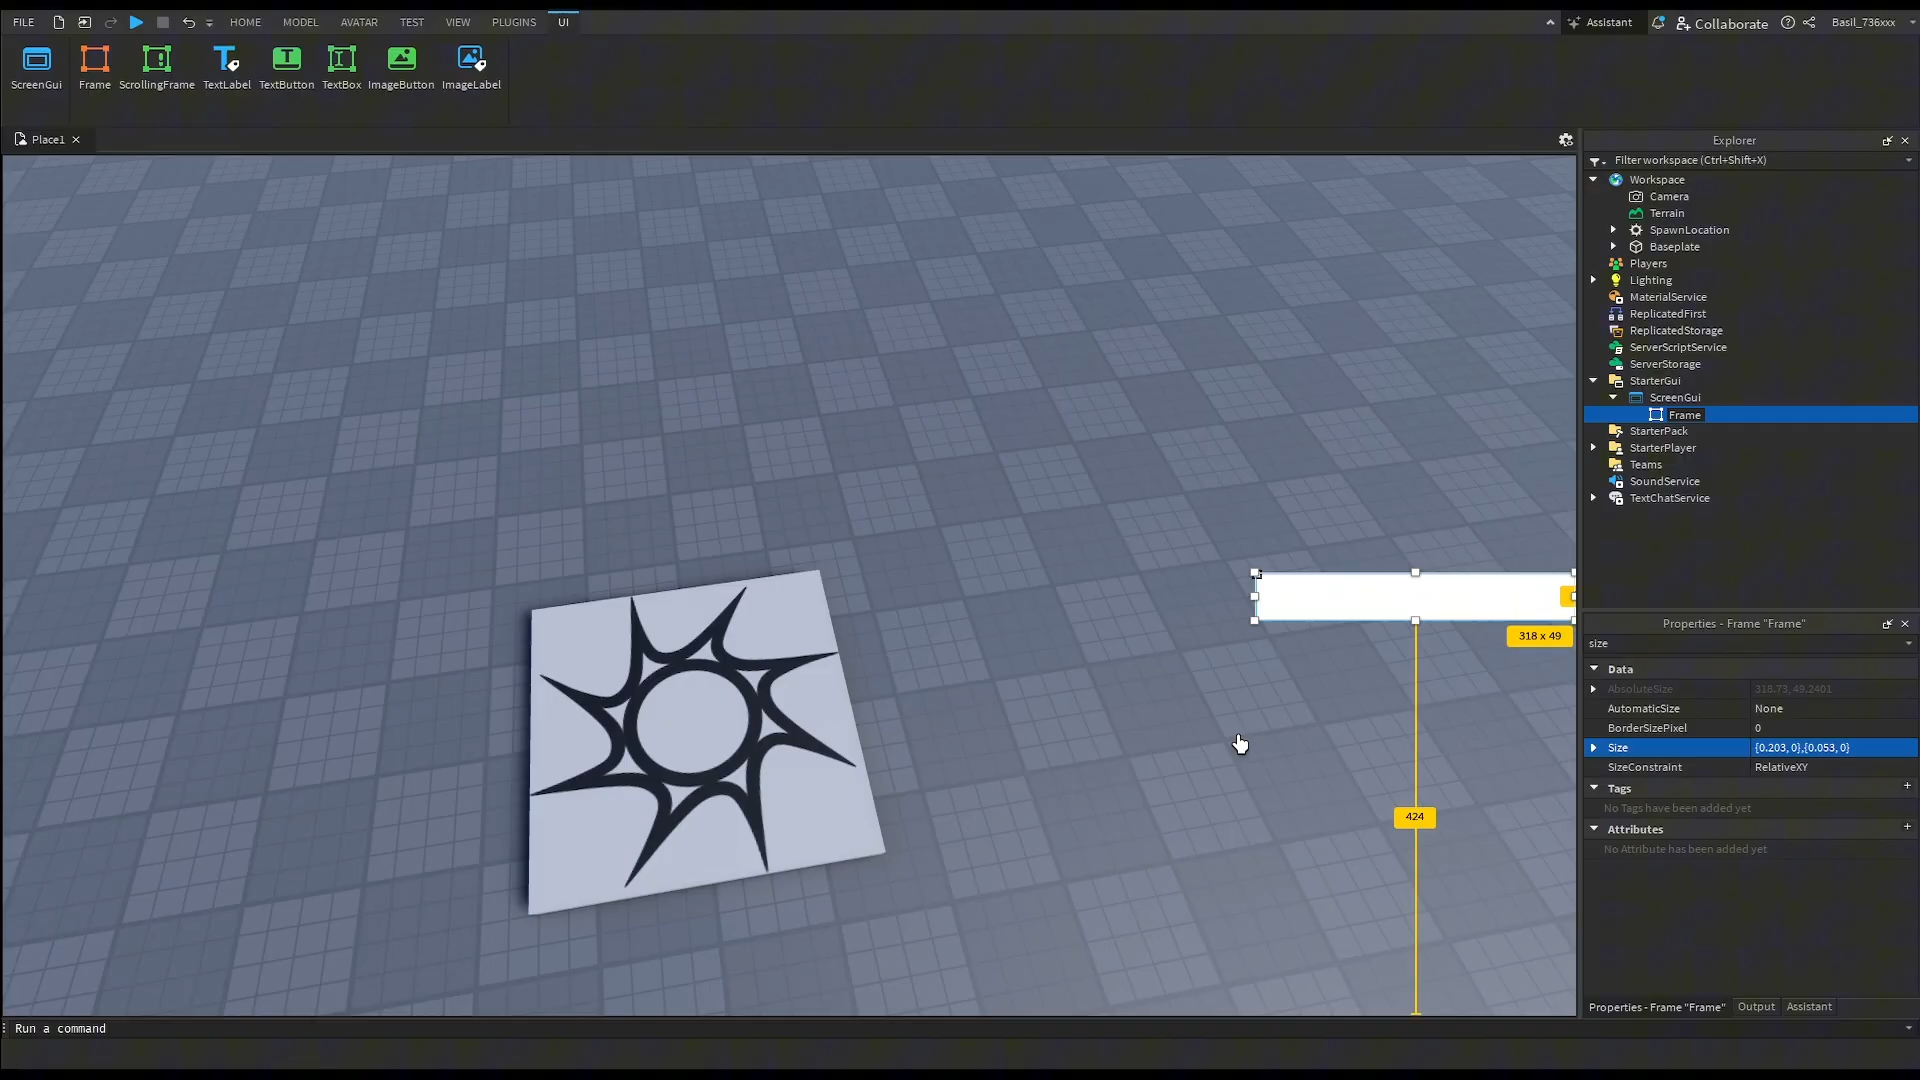 FILE HOME MODEL AVATAR TEST VIEW PLUGINS UI Assistant Collaborate Basil_736xxx
ScreenGui Frame ScrollingFrame TextLabel TextButton TextBox ImageButton ImageLabel
Place1
Explorer
Filter workspace (Ctrl+Shift+X)
Workspace
Camera
Terrain
SpawnLocation
Baseplate
Players
Lighting
MaterialService
ReplicatedFirst
ReplicatedStorage
ServerScriptService
ServerStorage
StarterGui
ScreenGui
Frame
StarterPack
StarterPlayer
Teams
SoundService
TextChatService
318 x 49
424
Properties - Frame "Frame"
size
Data
AbsoluteSize 318.73, 49.2401
AutomaticSize None
BorderSizePixel 0
Size {0.203, 0},{0.053, 0}
SizeConstraint RelativeXY
Tags
No Tags have been added yet
Attributes
No Attribute has been added yet
Properties - Frame "Frame" Output Assistant
Run a command